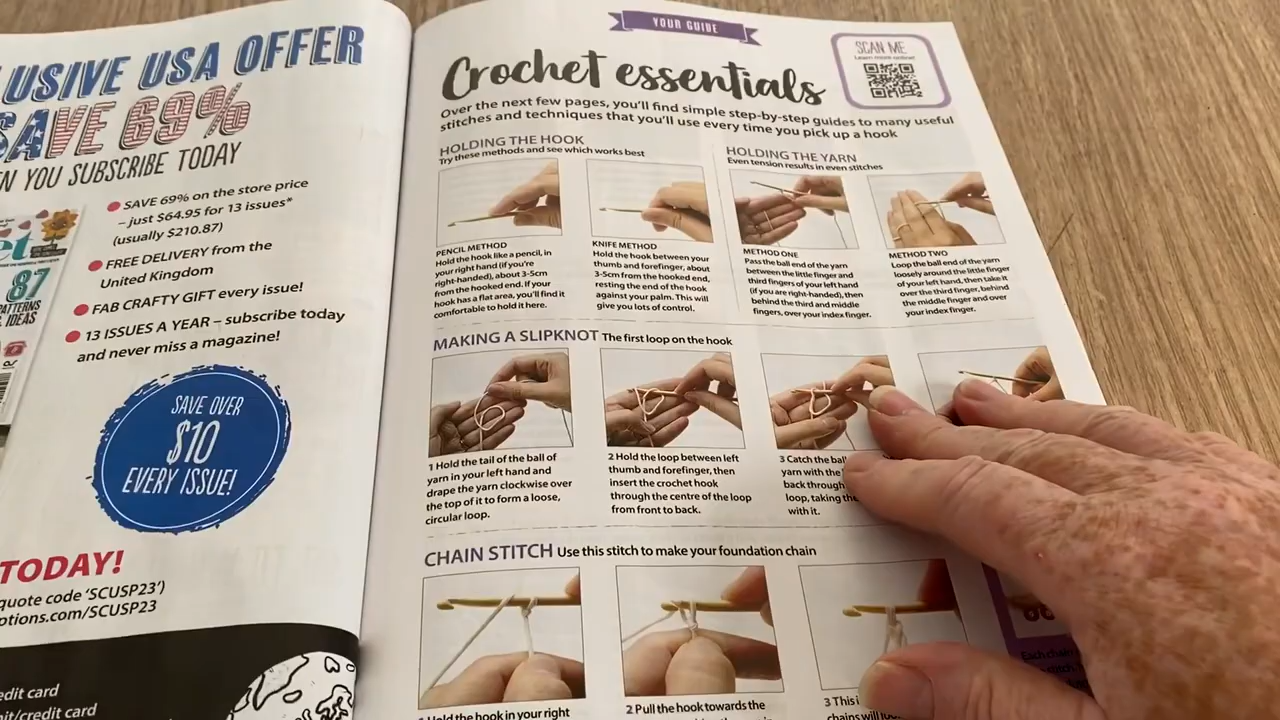 LUSIVE USA OFFER
SAVE 69%
N YOU SUBSCRIBE TODAY
SAVE 69% on the store price
– just $64.95 for 13 issues*
(usually $210.87)
FREE DELIVERY from the
United Kingdom
FAB CRAFTY GIFT every issue!
13 ISSUES A YEAR – subscribe today
and never miss a magazine!
et
87
PATTERNS
& IDEAS
SAVE OVER
$10
EVERY ISSUE!
TODAY!
quote code 'SCUSP23')
ptions.com/SCUSP23
edit card
it/credit card
YOUR GUIDE
SCAN ME
Learn more online!
Crochet essentials
Over the next few pages, you'll find simple step-by-step guides to many useful
stitches and techniques that you'll use every time you pick up a hook
HOLDING THE HOOK
Try these methods and see which works best
PENCIL METHOD
Hold the hook like a pencil, in
your right hand (if you're
right-handed), about 3-5cm
from the hooked end. If your
hook has a flat area, you'll find it
comfortable to hold it here.
KNIFE METHOD
Hold the hook between your
thumb and forefinger, about
3-5cm from the hooked end,
resting the end of the hook
against your palm. This will
give you lots of control.
HOLDING THE YARN
Even tension results in even stitches
METHOD ONE
Pass the ball end of the yarn
between the little finger and
third fingers of your left hand
(if you are right-handed), then
behind the third and middle
fingers, over your index finger.
METHOD TWO
Loop the ball end of the yarn
loosely around the little finger
of your left hand, then take it
over the third finger, behind
the middle finger and over
your index finger.
MAKING A SLIPKNOT The first loop on the hook
1 Hold the tail of the ball of
yarn in your left hand and
drape the yarn clockwise over
the top of it to form a loose,
circular loop.
2 Hold the loop between left
thumb and forefinger, then
insert the crochet hook
through the centre of the loop
from front to back.
3 Catch the ball
yarn with the
back through
loop, taking the
with it.
CHAIN STITCH Use this stitch to make your foundation chain
1 Hold the hook in your right
2 Pull the hook towards the
3 This i
chains will loo
Each chain